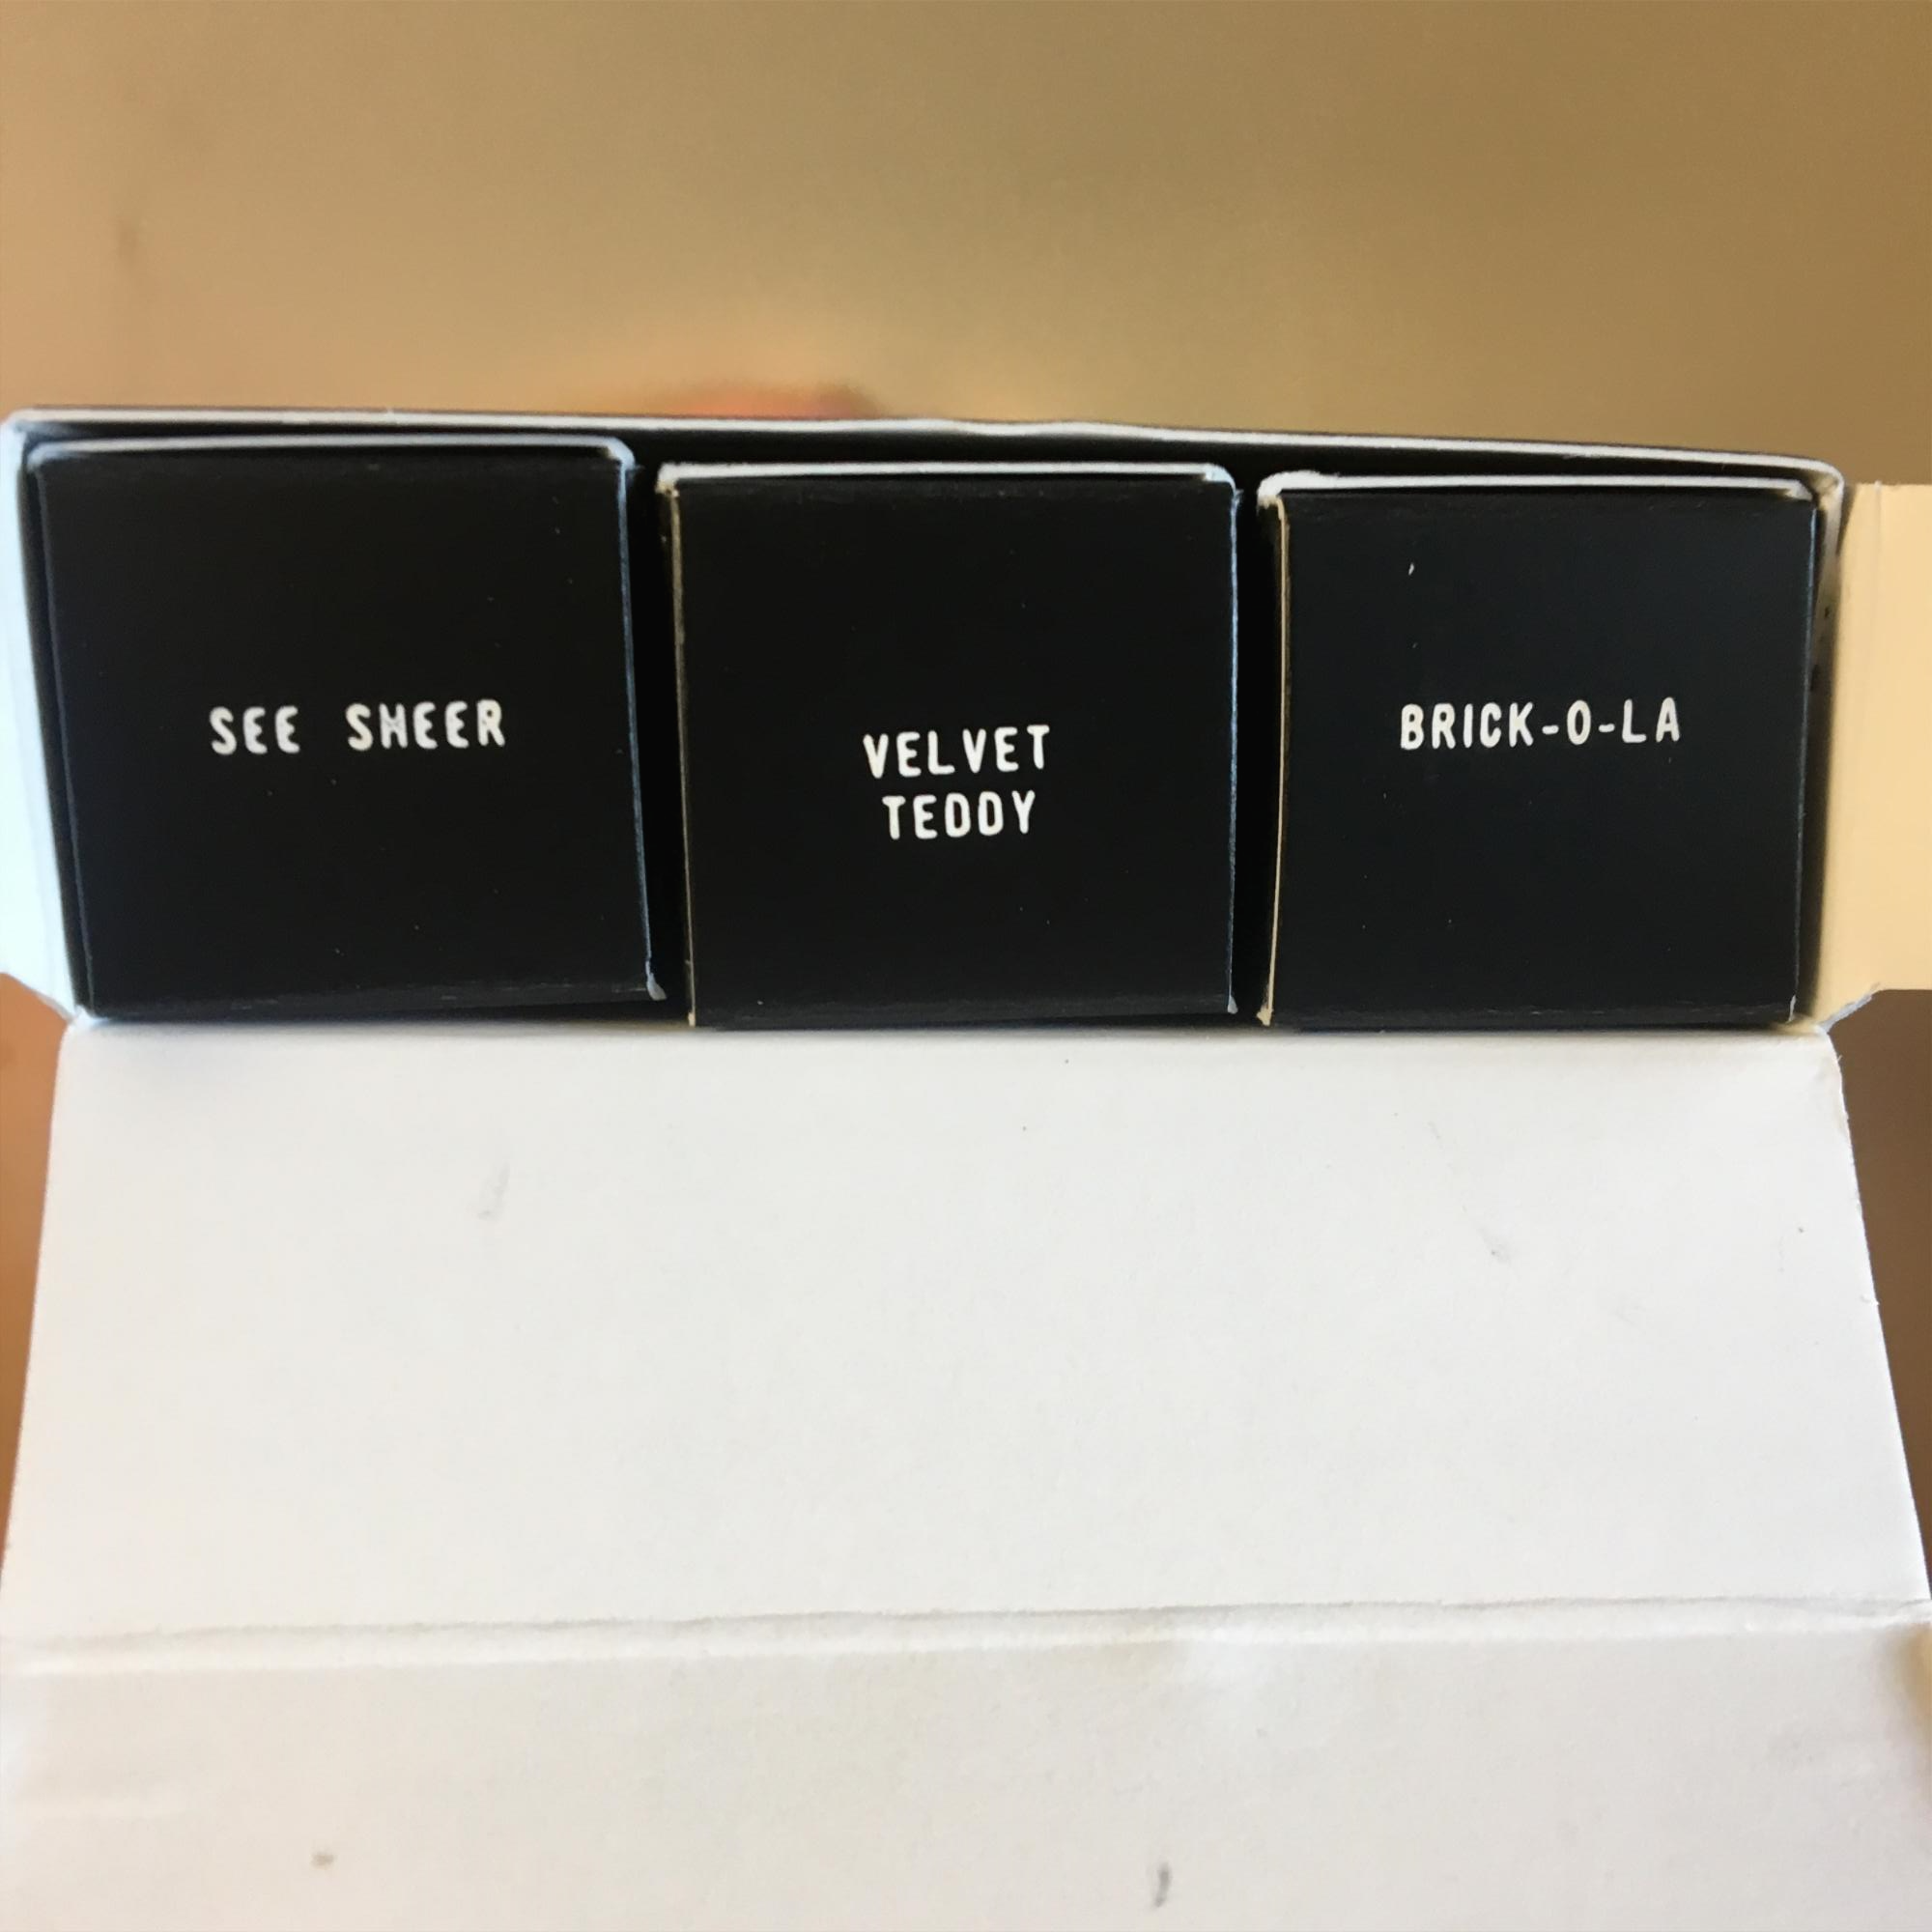 SEE SHEER
VELVET
TEDDY
BRICK-O-LA